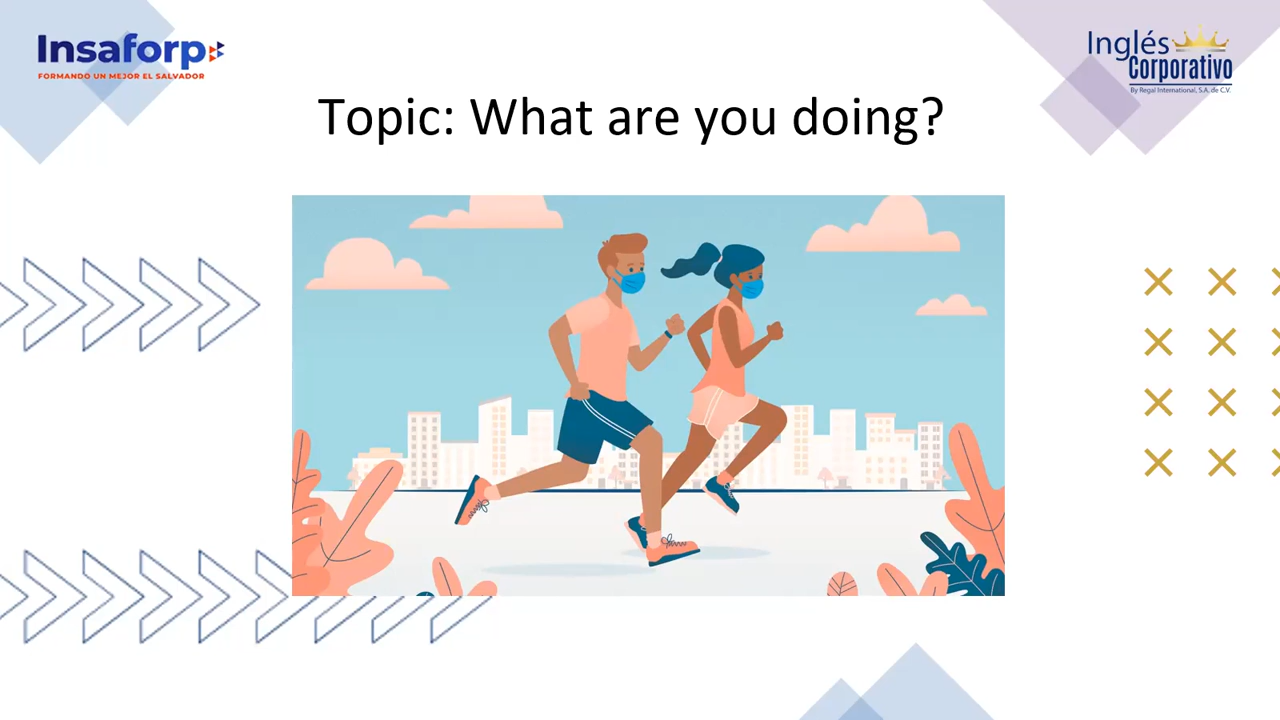 Insaforp
FORMANDO UN MEJOR EL SALVADOR
Inglés
Corporativo
By Regal International, S.A. de C.V.
Topic: What are you doing?